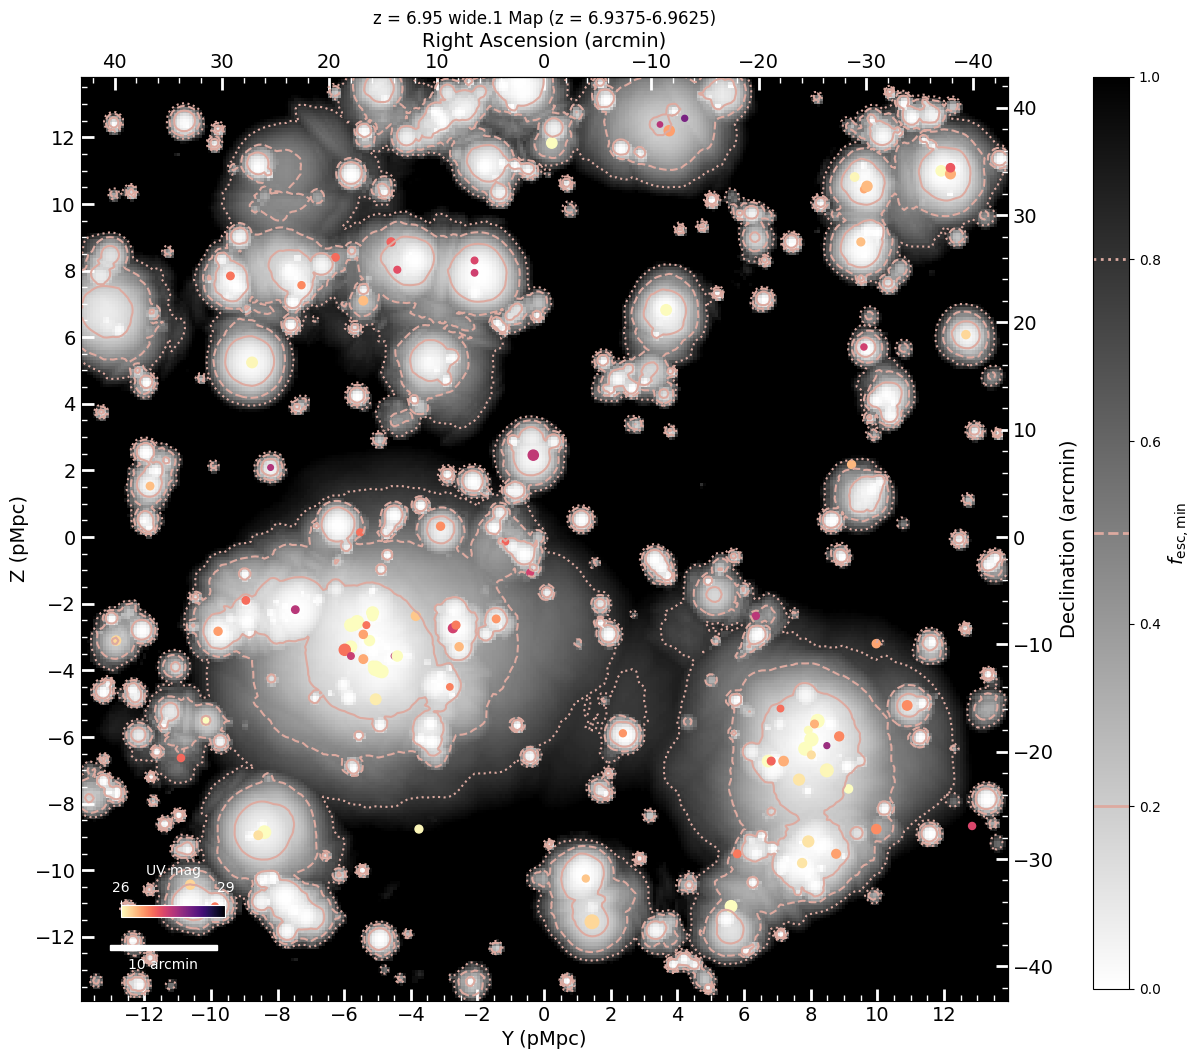 z = 6.95 wide.1 Map (z = 6.9375-6.9625)
Right Ascension (arcmin)
40 30 20 10 0 −10 −20 −30 −40
12
10
8
6
4
2
0
−2
−4
−6
−8
−10
−12
Z (pMpc)
40
30
20
10
0
−10
−20
−30
−40
Declination (arcmin)
UV mag
26 29
10 arcmin
−12 −10 −8 −6 −4 −2 0 2 4 6 8 10 12
Y (pMpc)
1.0
0.8
0.6
0.4
0.2
0.0
fesc,min